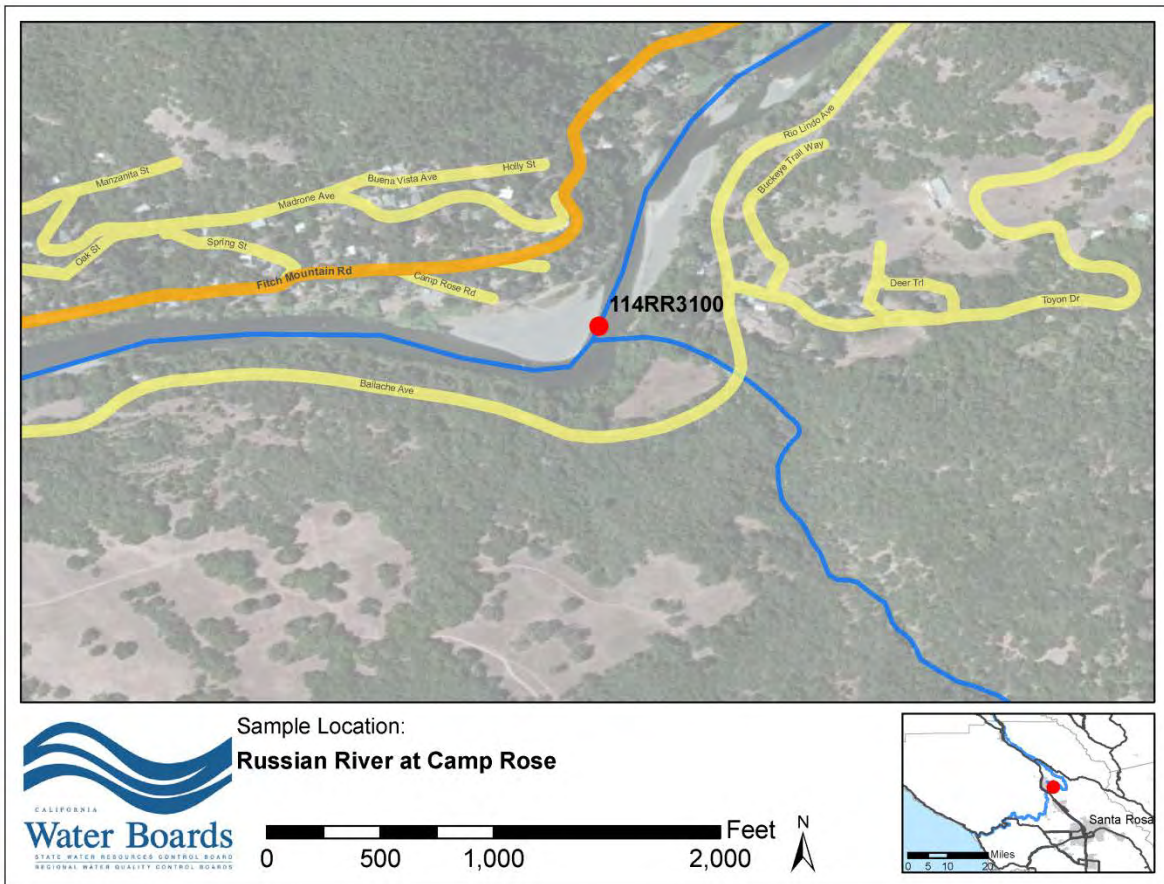 Rio Lindo Ave
Buckeye Trail Way
Manzanita St
Buena Vista Ave
Holly St
Madrone Ave
Oak St
Spring St
Fitch Mountain Rd
Camp Rose Rd
Deer Trl
Toyon Dr
114RR3100
Bailache Ave
CALIFORNIA
Water Boards
STATE WATER RESOURCES CONTROL BOARD
REGIONAL WATER QUALITY CONTROL BOARDS
Sample Location:
Russian River at Camp Rose
Feet
0 500 1,000 2,000
N
Santa Rosa
Miles
0 5 10 20